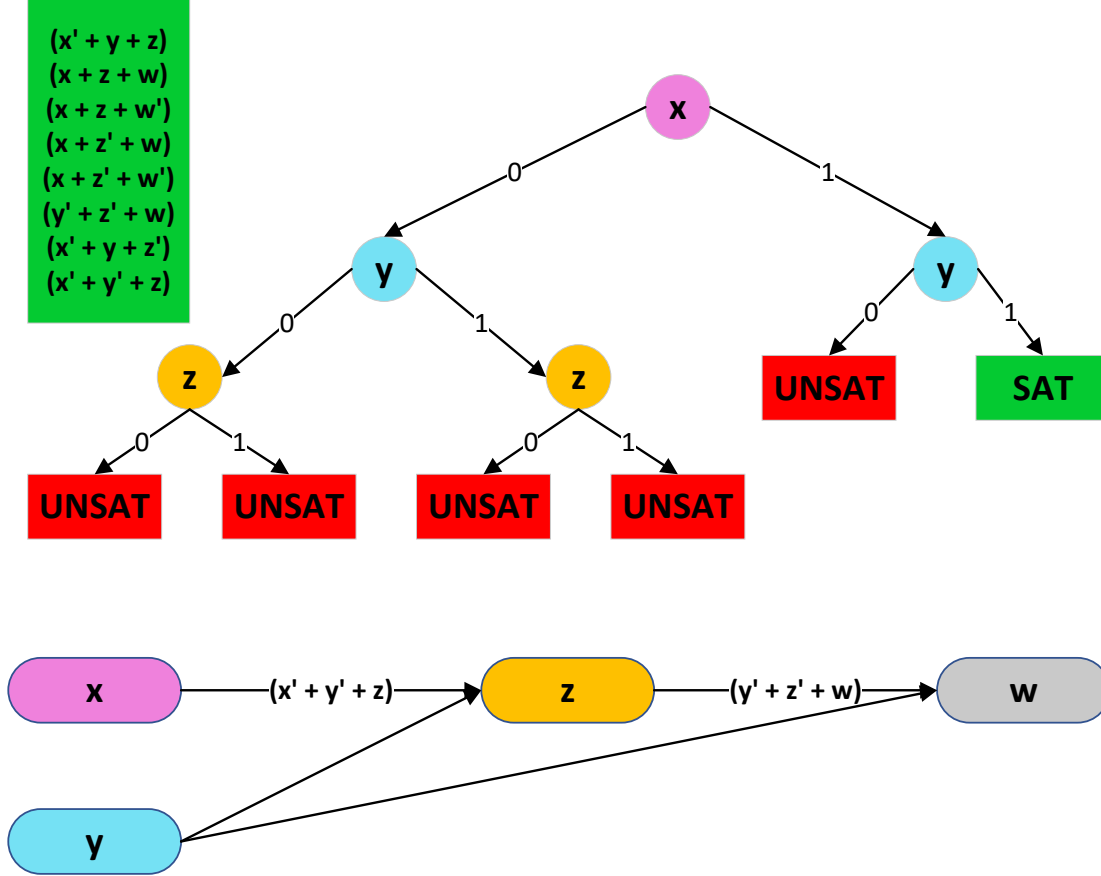 (x' + y + z)
(x + z + w)
(x + z + w')
(x + z' + w)
(x + z' + w')
(y' + z' + w)
(x' + y + z')
(x' + y' + z)
x
0
1
y
y
0
1
0
1
z
z
UNSAT
SAT
0
1
0
1
UNSAT
UNSAT
UNSAT
UNSAT
x
(x' + y' + z)
z
(y' + z' + w)
w
y